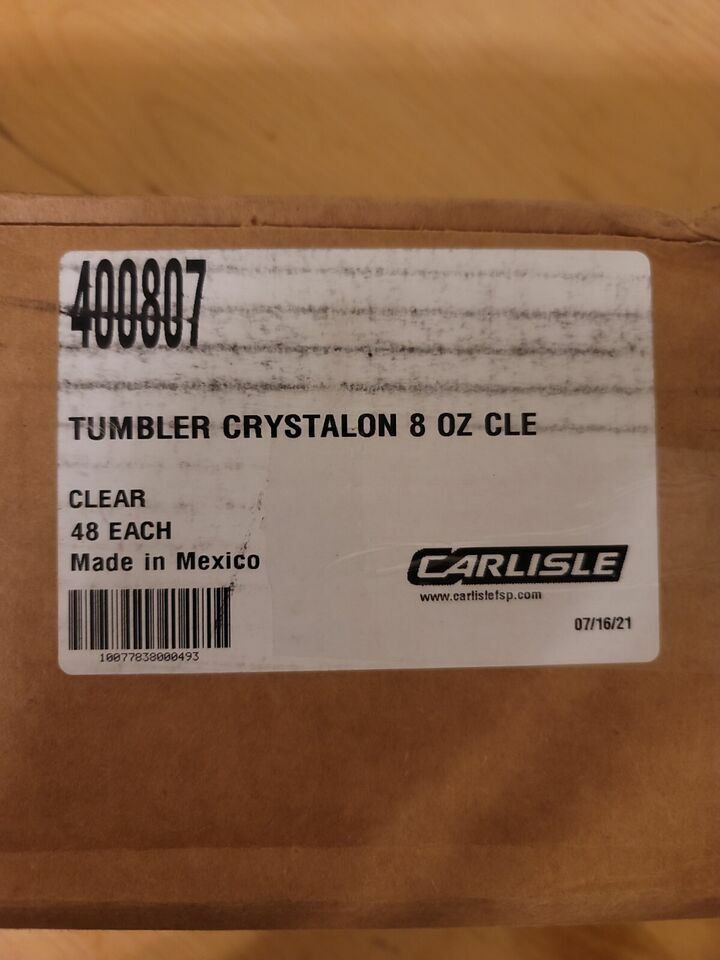 400807
TUMBLER CRYSTALON 8 OZ CLE
CLEAR
48 EACH
Made in Mexico
10077838000493
CARLISLE
www.carlislefsp.com
07/16/21